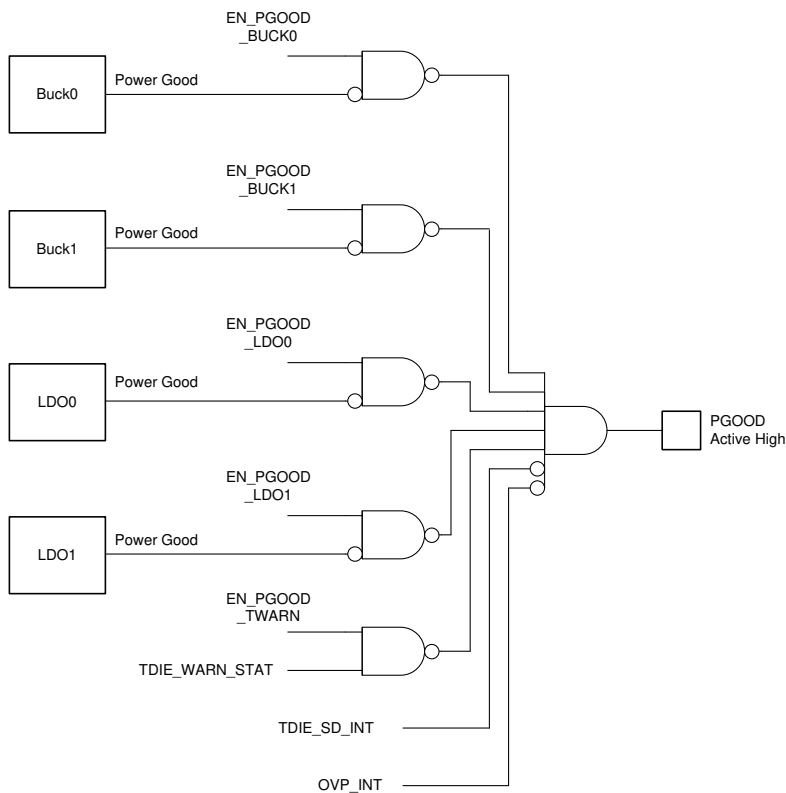 EN_PGOOD
_BUCK0
Buck0
Power Good
EN_PGOOD
_BUCK1
Buck1
Power Good
EN_PGOOD
_LDO0
LDO0
Power Good
PGOOD
Active High
EN_PGOOD
_LDO1
LDO1
Power Good
EN_PGOOD
_TWARN
TDIE_WARN_STAT
TDIE_SD_INT
OVP_INT